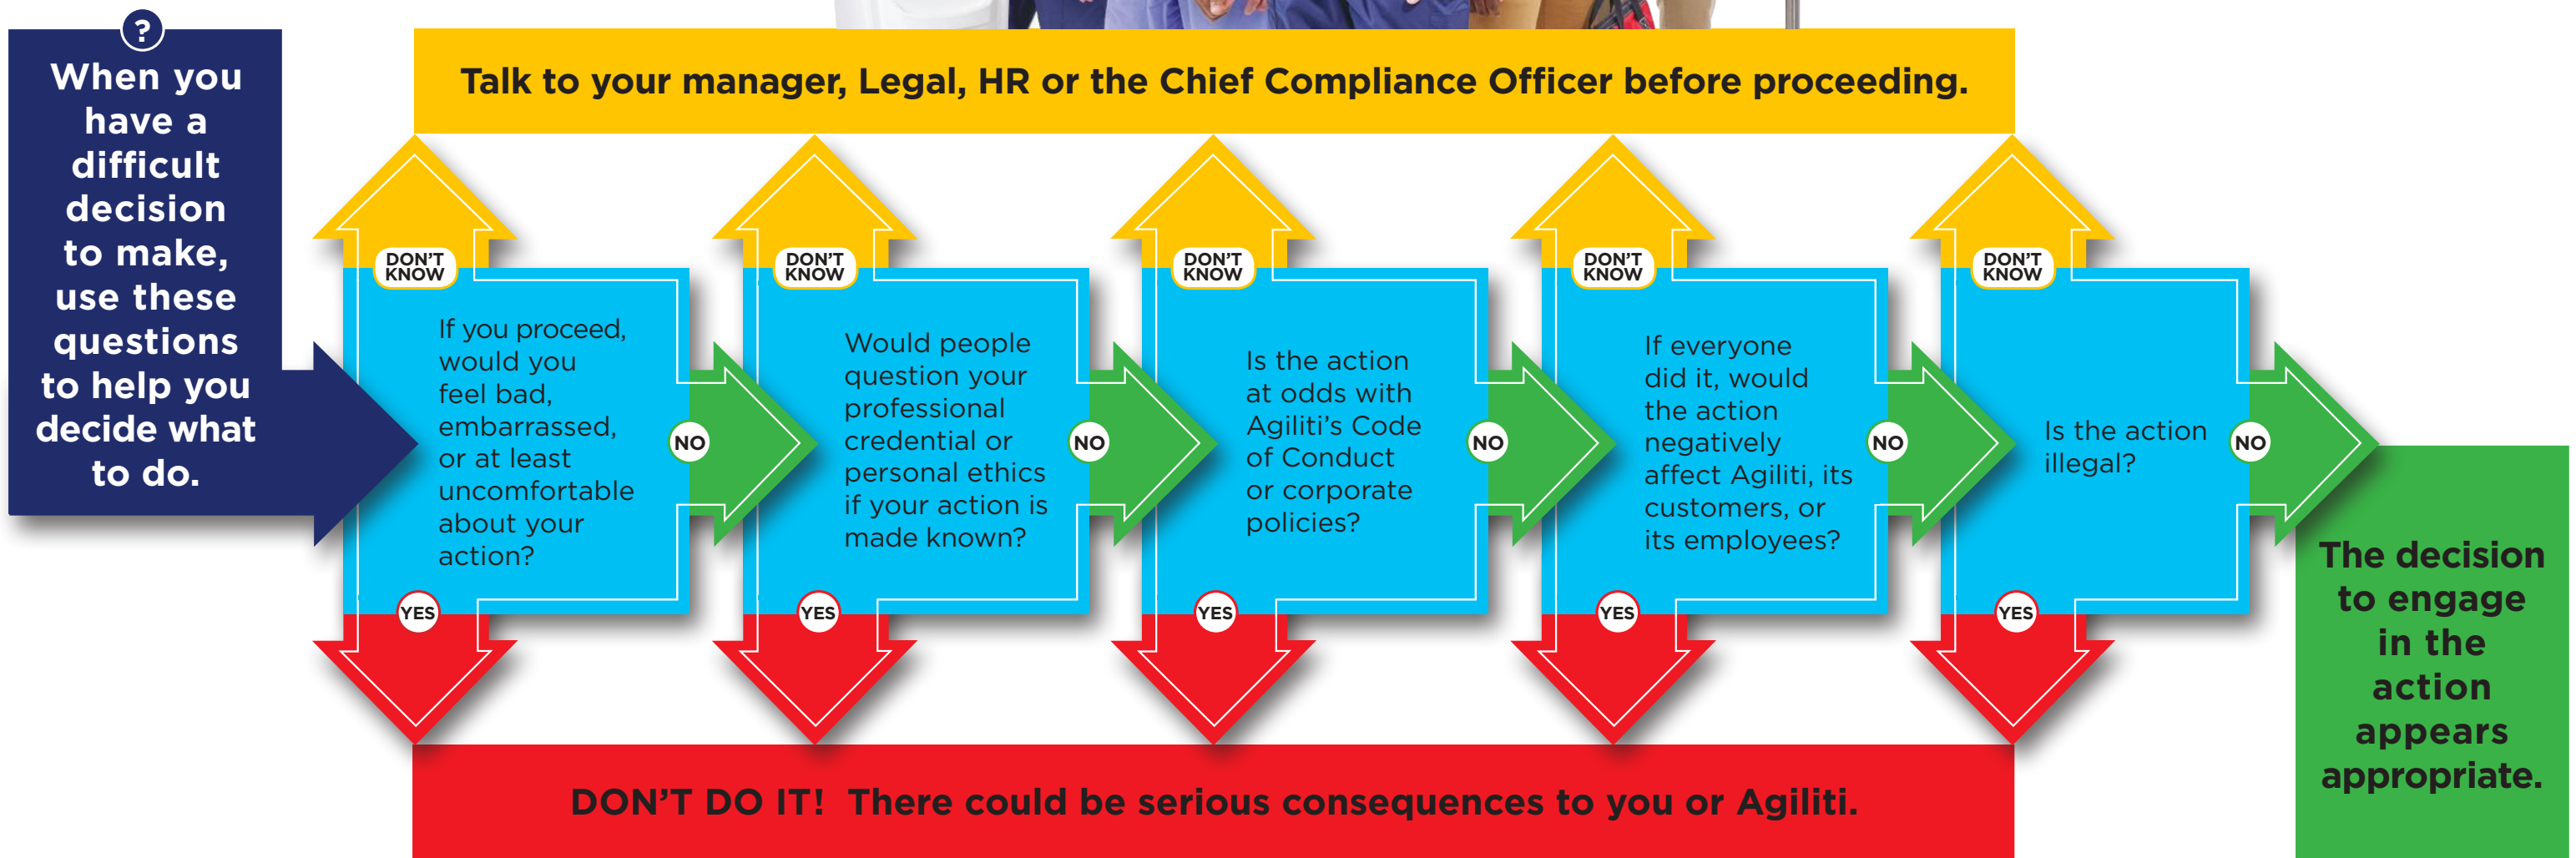 ?
When you
have a
difficult
decision
to make,
use these
questions
to help you
decide what
to do.
Talk to your manager, Legal, HR or the Chief Compliance Officer before proceeding.
DON'T
KNOW
If you proceed,
would you
feel bad,
embarrassed,
or at least
uncomfortable
about your
action?
NO
YES
DON'T
KNOW
Would people
question your
professional
credential or
personal ethics
if your action is
made known?
NO
YES
DON'T
KNOW
Is the action
at odds with
Agiliti's Code
of Conduct
or corporate
policies?
NO
YES
DON'T
KNOW
If everyone
did it, would
the action
negatively
affect Agiliti, its
customers, or
its employees?
NO
YES
DON'T
KNOW
Is the action
illegal?
NO
YES
The decision
to engage
in the
action
appears
appropriate.
DON'T DO IT! There could be serious consequences to you or Agiliti.